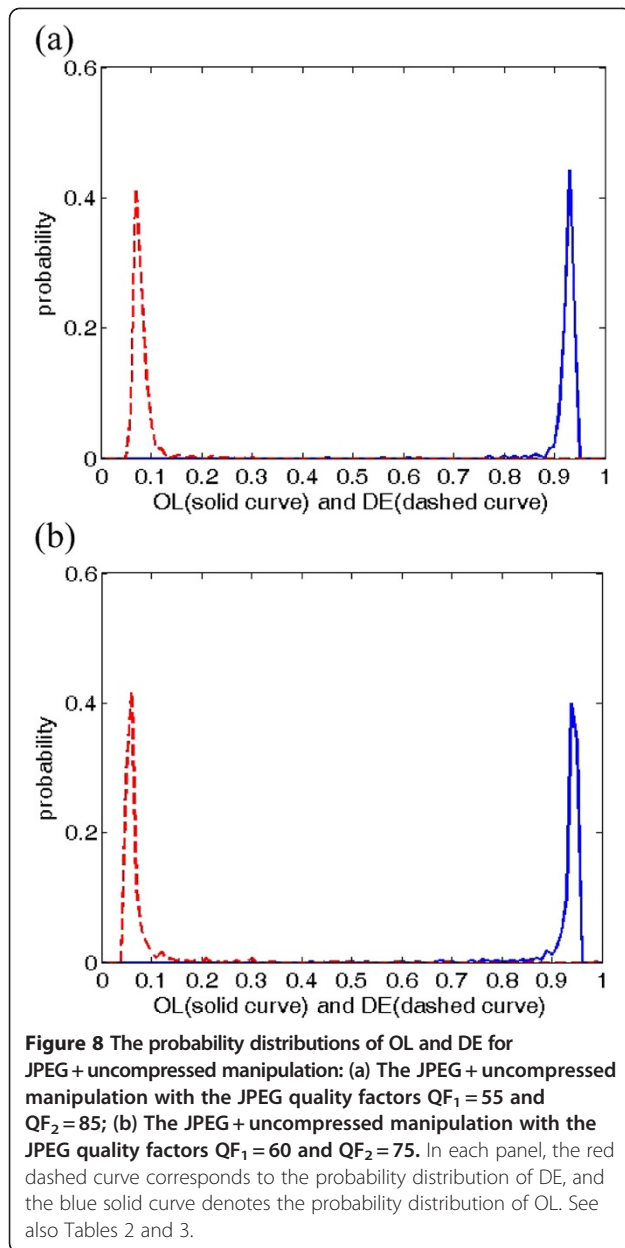 (a)
0.6
0.4
0.2
0
probability
0 0.1 0.2 0.3 0.4 0.5 0.6 0.7 0.8 0.9 1
OL(solid curve) and DE(dashed curve)
(b)
0.6
0.4
0.2
0
probability
0 0.1 0.2 0.3 0.4 0.5 0.6 0.7 0.8 0.9 1
OL(solid curve) and DE(dashed curve)
Figure 8 The probability distributions of OL and DE for
JPEG + uncompressed manipulation: (a) The JPEG + uncompressed
manipulation with the JPEG quality factors QF₁ = 55 and
QF₂ = 85; (b) The JPEG + uncompressed manipulation with the
JPEG quality factors QF₁ = 60 and QF₂ = 75. In each panel, the red
dashed curve corresponds to the probability distribution of DE, and
the blue solid curve denotes the probability distribution of OL. See
also Tables 2 and 3.